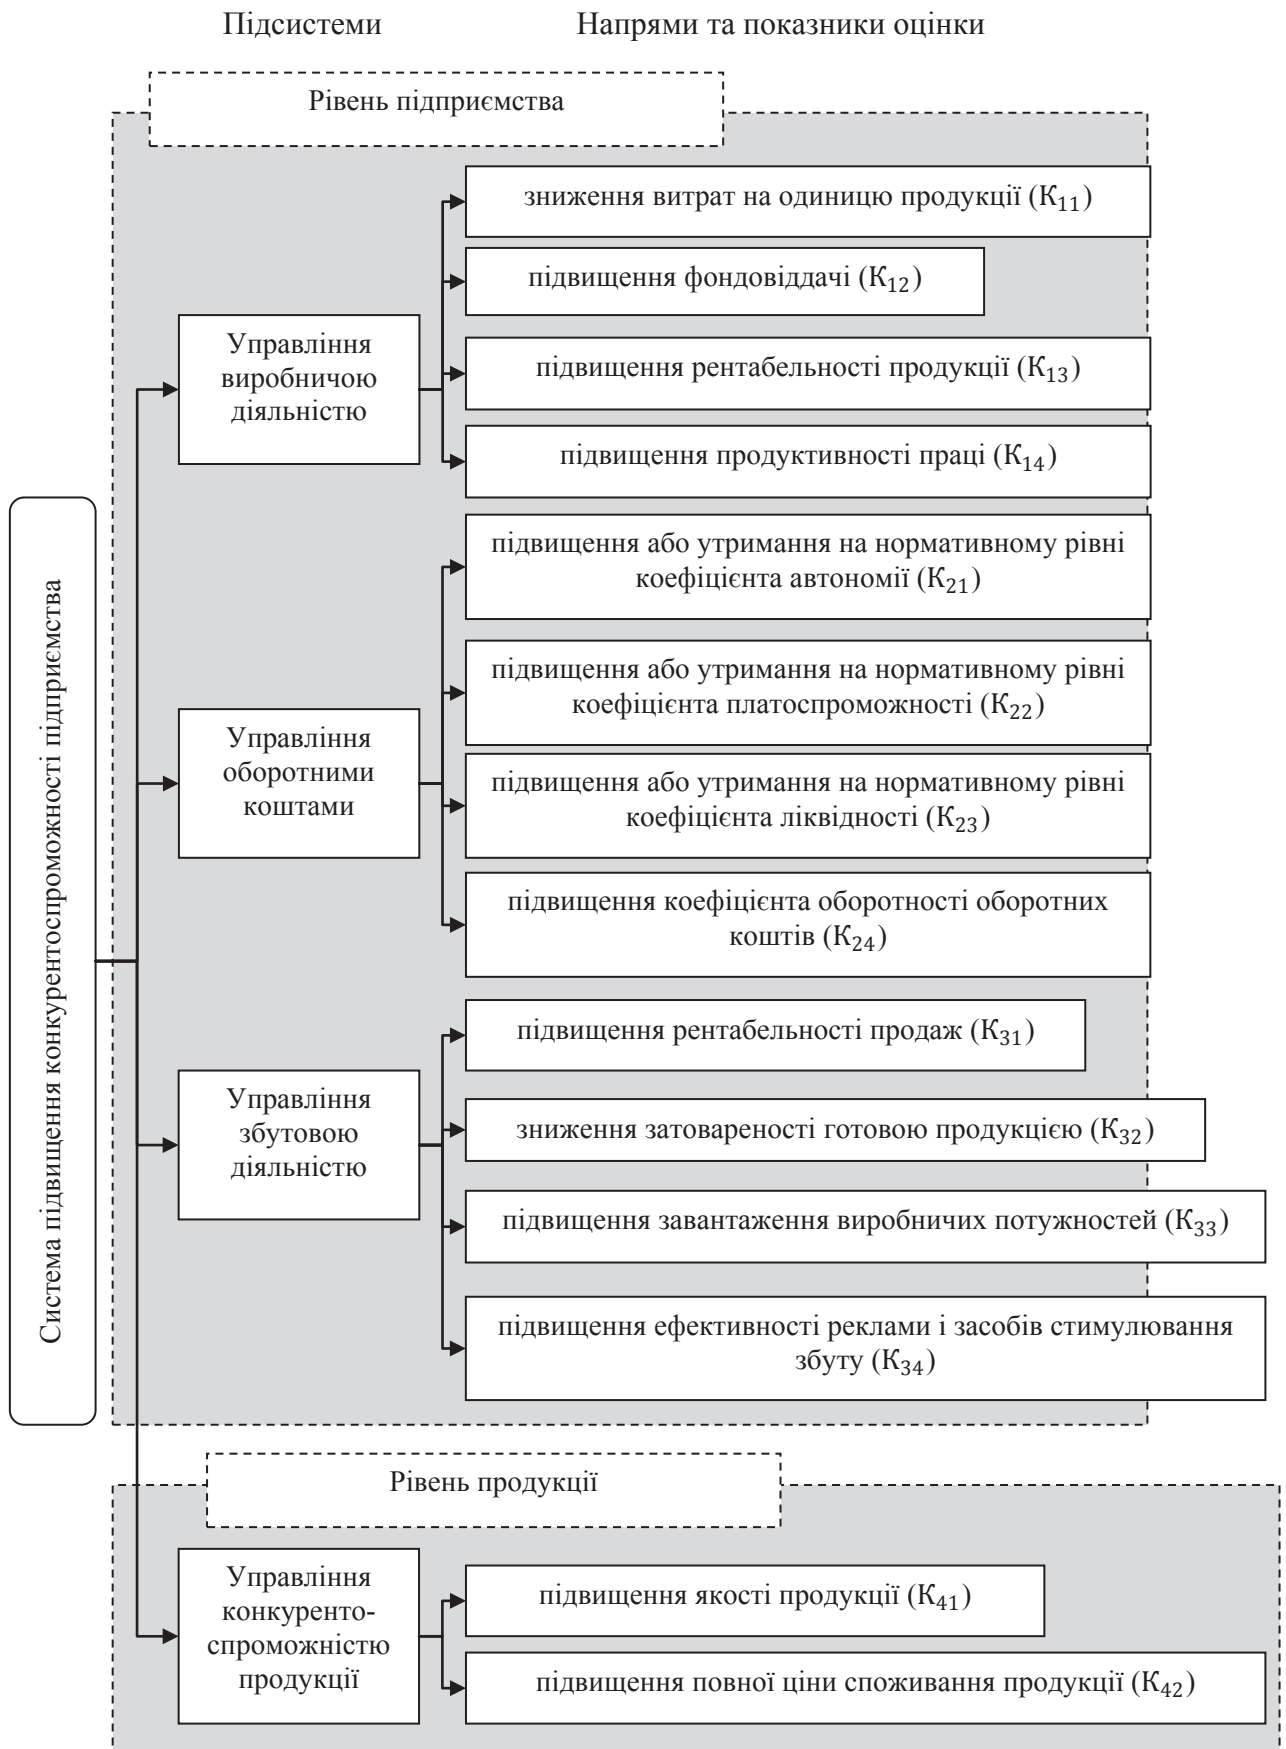 Підсистеми
Напрями та показники оцінки
Рівень підприємства
Система підвищення конкурентоспроможності підприємства
Управління
виробничою
діяльністю
зниження витрат на одиницю продукції (К₁₁)
підвищення фондовіддачі (К₁₂)
підвищення рентабельності продукції (К₁₃)
підвищення продуктивності праці (К₁₄)
Управління
оборотними
коштами
підвищення або утримання на нормативному рівні
коефіцієнта автономії (К₂₁)
підвищення або утримання на нормативному рівні
коефіцієнта платоспроможності (К₂₂)
підвищення або утримання на нормативному рівні
коефіцієнта ліквідності (К₂₃)
підвищення коефіцієнта оборотності оборотних
коштів (К₂₄)
Управління
збутовою
діяльністю
підвищення рентабельності продаж (К₃₁)
зниження затовареності готовою продукцією (К₃₂)
підвищення завантаження виробничих потужностей (К₃₃)
підвищення ефективності реклами і засобів стимулювання
збуту (К₃₄)
Рівень продукції
Управління
конкуренто-
спроможністю
продукції
підвищення якості продукції (К₄₁)
підвищення повної ціни споживання продукції (К₄₂)